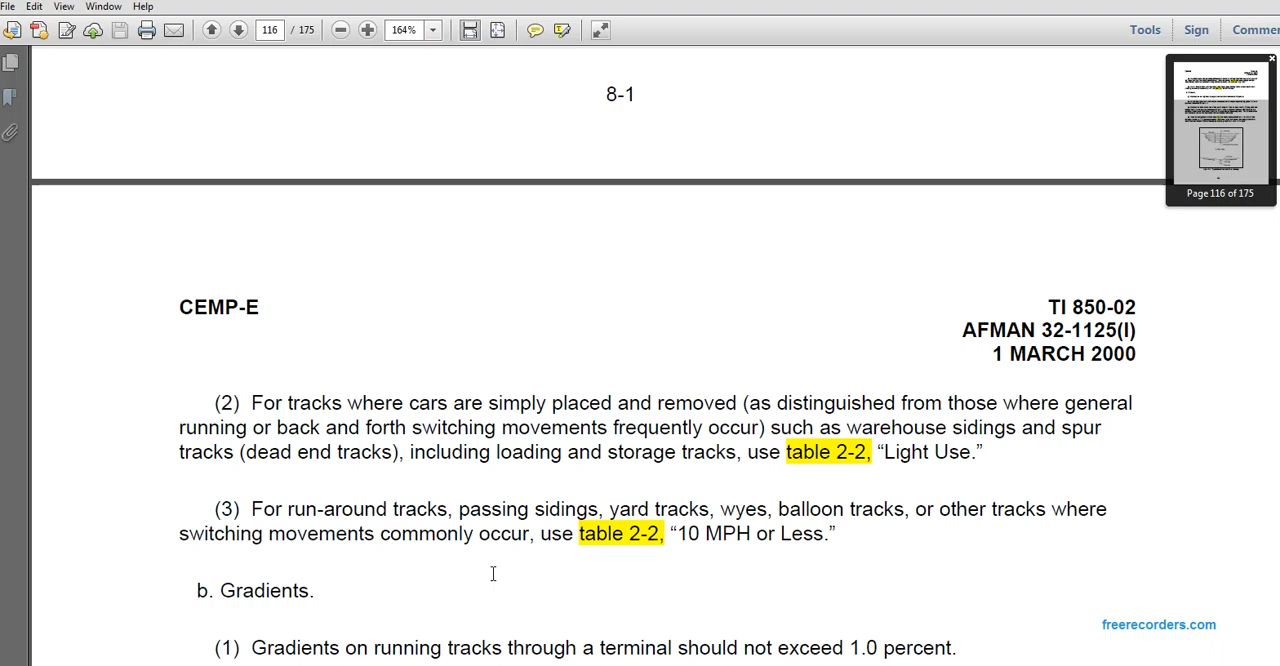 File Edit View Window Help
116 / 175 164% Tools Sign Commen
8-1
Page 116 of 175
CEMP-E TI 850-02
AFMAN 32-1125(I)
1 MARCH 2000
(2) For tracks where cars are simply placed and removed (as distinguished from those where general
running or back and forth switching movements frequently occur) such as warehouse sidings and spur
tracks (dead end tracks), including loading and storage tracks, use table 2-2, “Light Use.”
(3) For run-around tracks, passing sidings, yard tracks, wyes, balloon tracks, or other tracks where
switching movements commonly occur, use table 2-2, “10 MPH or Less.”
b. Gradients.
freerecorders.com
(1) Gradients on running tracks through a terminal should not exceed 1.0 percent.